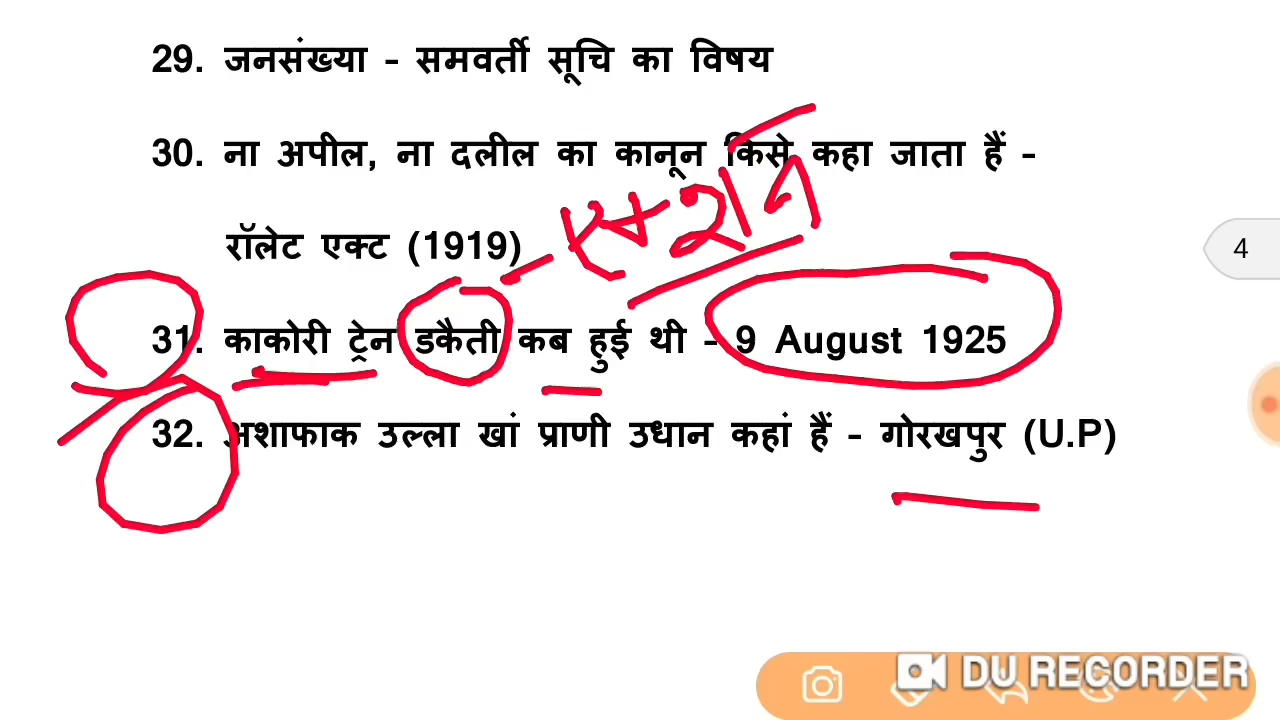 29. जनसंख्या - समवर्ती सूचि का विषय
30. ना अपील, ना दलील का कानून किसे कहा जाता हैं -
रॉलेट एक्ट (1919)
4
31. काकोरी ट्रेन डकैती कब हुई थी - 9 August 1925
32. अशाफाक उल्ला खां प्राणी उधान कहां हैं - गोरखपुर (U.P)
DU RECORDER